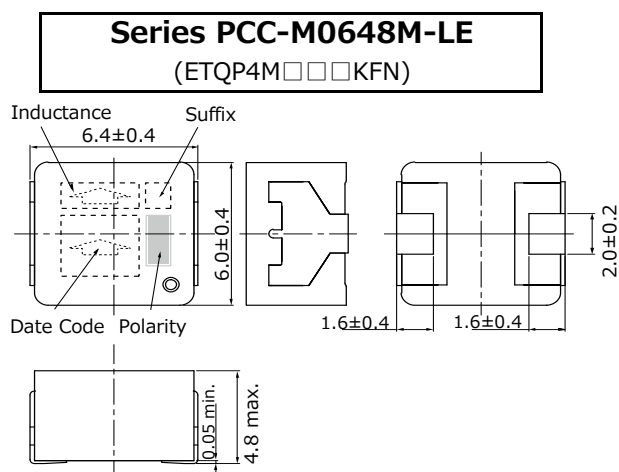 Series PCC-M0648M-LE
(ETQP4M□□□KFN)
Inductance
Suffix
6.4±0.4
6.0±0.4
2.0±0.2
Date Code
Polarity
1.6±0.4
1.6±0.4
0.05 min.
4.8 max.